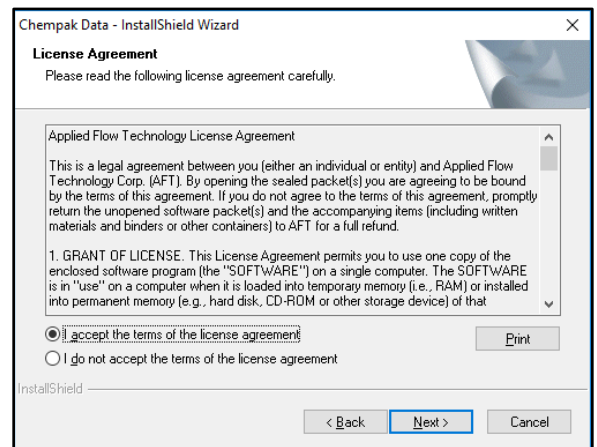 Chempak Data - InstallShield Wizard
License Agreement
Please read the following license agreement carefully.
Applied Flow Technology License Agreement
This is a legal agreement between you (either an individual or entity) and Applied Flow
Technology Corp. (AFT). By opening the sealed packet(s) you are agreeing to be bound
by the terms of this agreement. If you do not agree to the terms of this agreement, promptly
return the unopened software packet(s) and the accompanying items (including written
materials and binders or other containers) to AFT for a full refund.
1. GRANT OF LICENSE. This License Agreement permits you to use one copy of the
enclosed software program (the "SOFTWARE") on a single computer. The SOFTWARE
is in "use" on a computer when it is loaded into temporary memory (i.e., RAM) or installed
into permanent memory (e.g., hard disk, CD-ROM or other storage device) of that
I accept the terms of the license agreement
Print
I do not accept the terms of the license agreement
InstallShield
< Back
Next >
Cancel